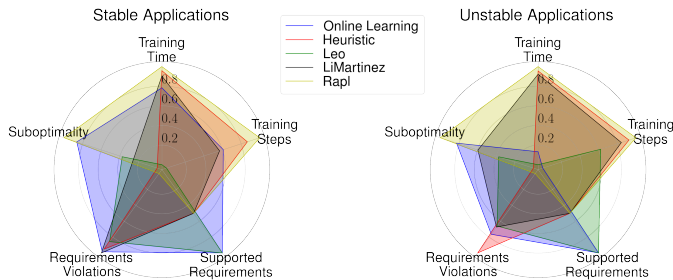 Stable Applications
Training
Time
0.8
0.6
0.4
0.2
Suboptimality
Training
Steps
Requirements
Violations
Supported
Requirements
Online Learning
Heuristic
Leo
LiMartinez
Rapl
Unstable Applications
Training
Time
0.8
0.6
0.4
0.2
Suboptimality
Training
Steps
Requirements
Violations
Supported
Requirements